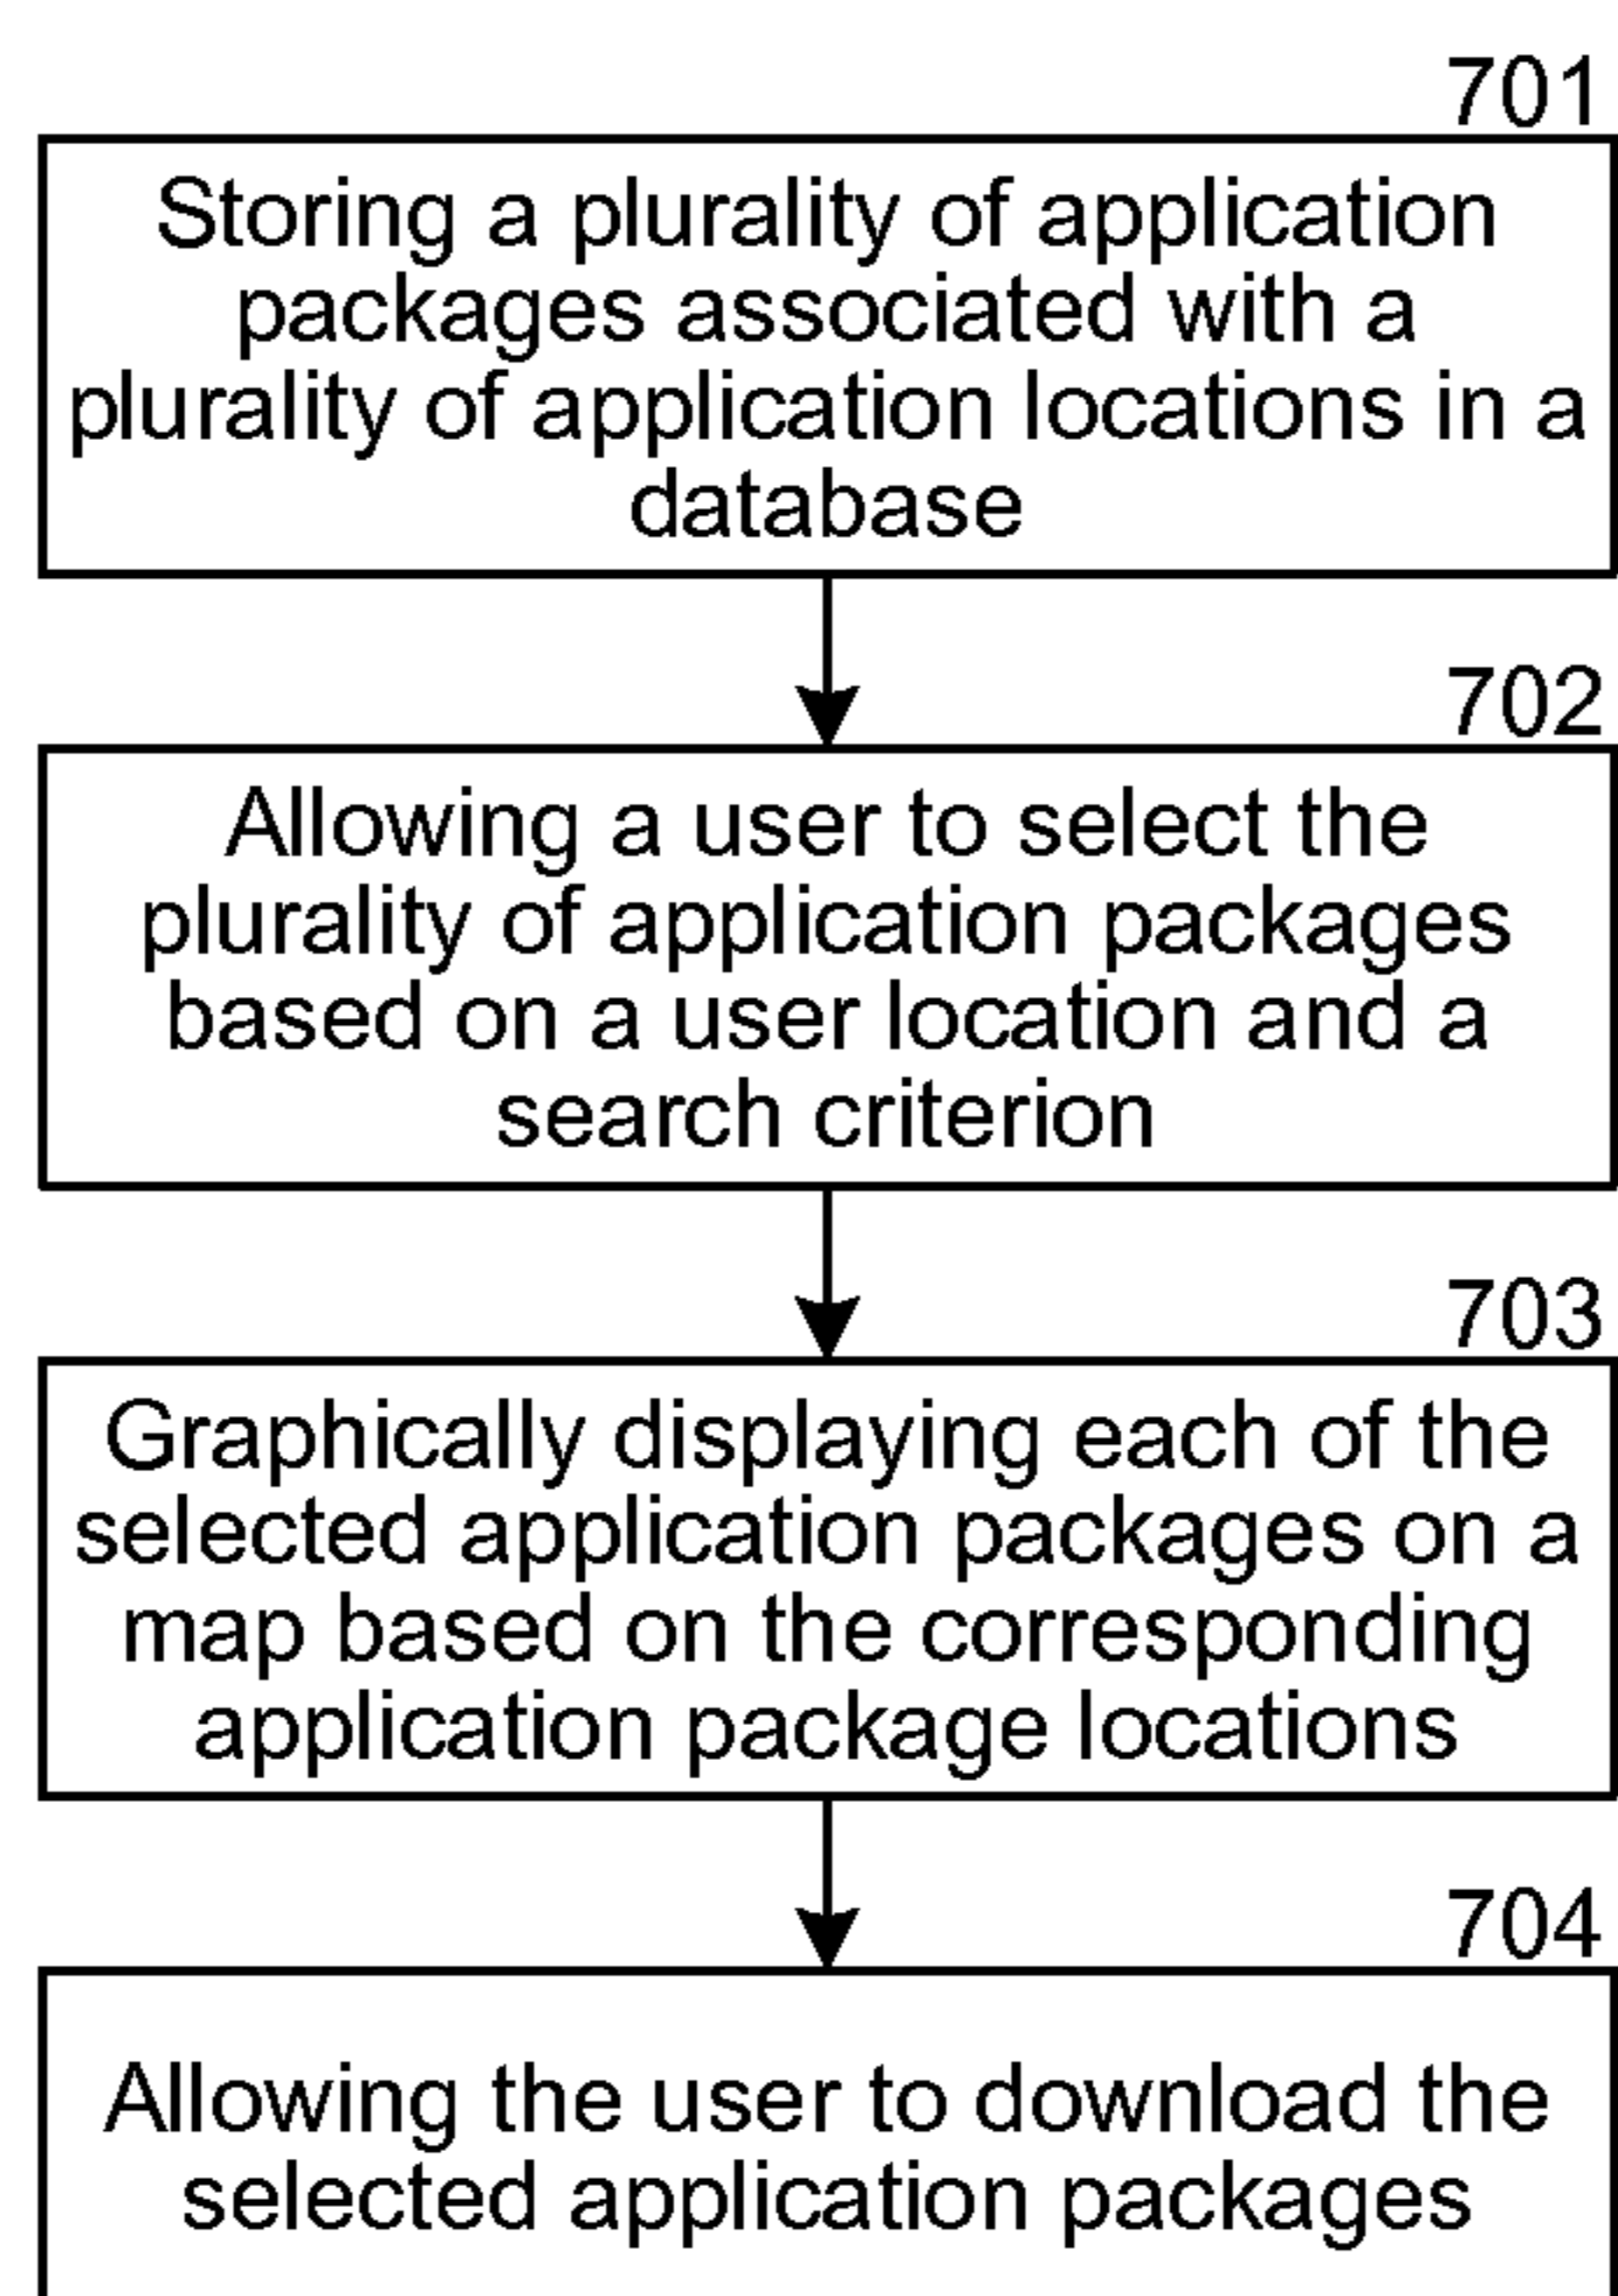 701
Storing a plurality of application
packages associated with a
plurality of application locations in a
database
702
Allowing a user to select the
plurality of application packages
based on a user location and a
search criterion
703
Graphically displaying each of the
selected application packages on a
map based on the corresponding
application package locations
704
Allowing the user to download the
selected application packages